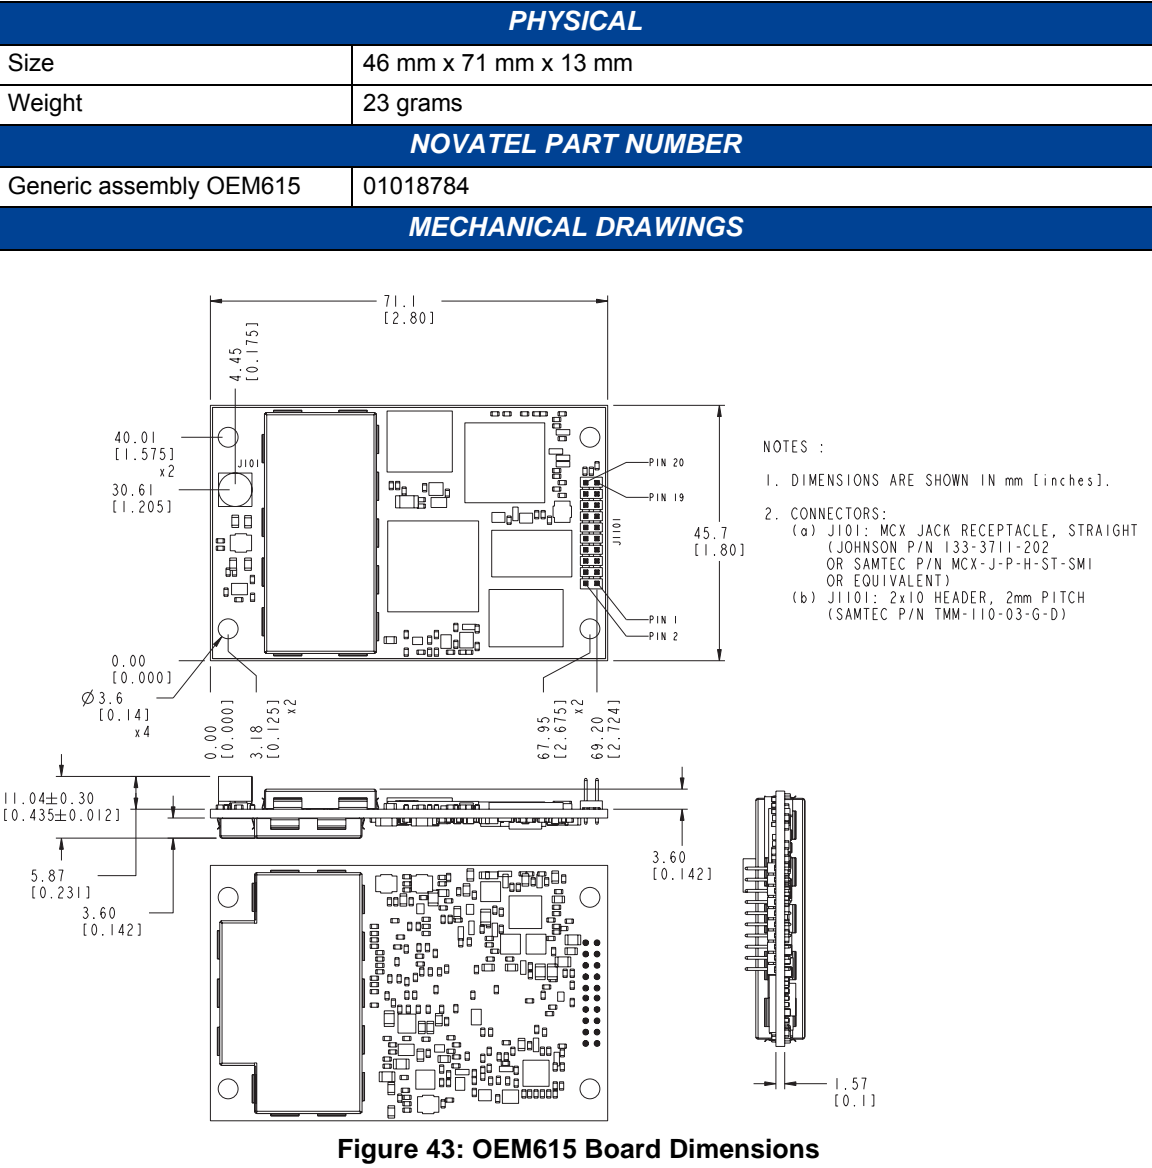 PHYSICAL
Size 46 mm x 71 mm x 13 mm
Weight 23 grams
NOVATEL PART NUMBER
Generic assembly OEM615 01018784
MECHANICAL DRAWINGS
71.1
[2.80]
4.45
[0.175]
40.01
[1.575]
x2
J101
30.61
[1.205]
PIN 20
PIN 19
J1101
45.7
[1.80]
PIN 1
PIN 2
0.00
[0.000]
Ø3.6
[0.14]
x4
0.00
[0.000]
3.18
[0.125]
x2
67.95
[2.675]
x2
69.20
[2.724]
NOTES :
1. DIMENSIONS ARE SHOWN IN mm [inches].
2. CONNECTORS:
(a) J101: MCX JACK RECEPTACLE, STRAIGHT
(JOHNSON P/N 133-3711-202
OR SAMTEC P/N MCX-J-P-H-ST-SM1
OR EQUIVALENT)
(b) J1101: 2x10 HEADER, 2mm PITCH
(SAMTEC P/N TMM-110-03-G-D)
11.04±0.30
[0.435±0.012]
5.87
[0.231]
3.60
[0.142]
3.60
[0.142]
1.57
[0.1]
Figure 43: OEM615 Board Dimensions